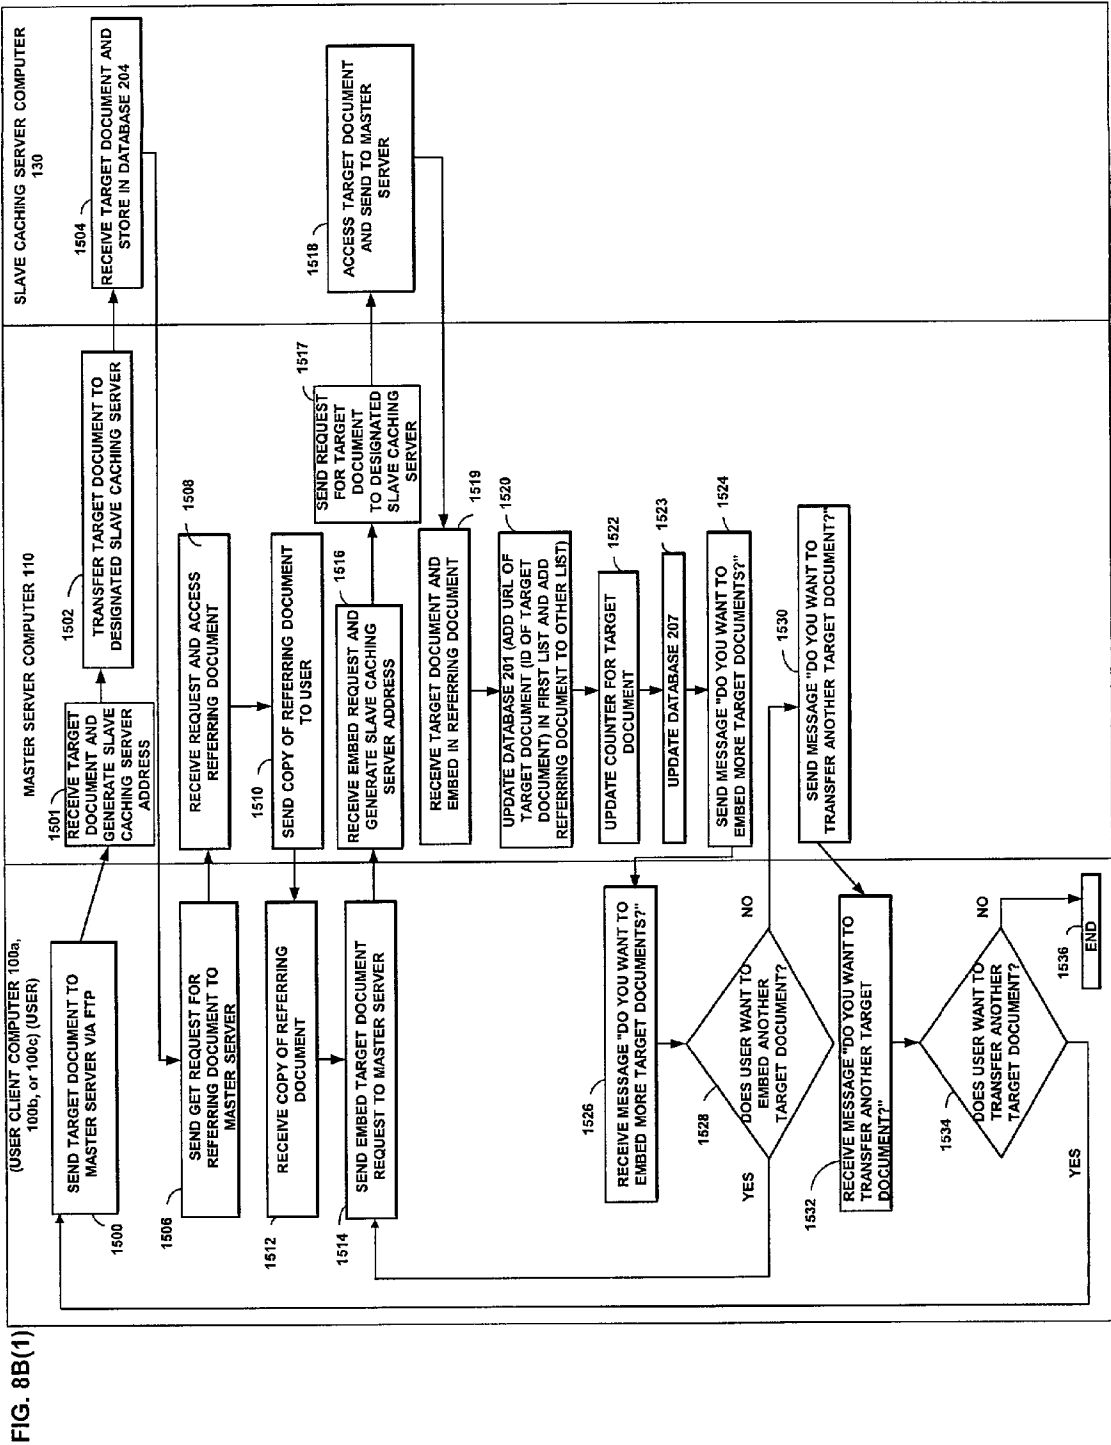 FIG. 8B(1)
(USER CLIENT COMPUTER 100a,
100b, or 100c) (USER)
MASTER SERVER COMPUTER 110
SLAVE CACHING SERVER COMPUTER
130
SEND TARGET DOCUMENT TO
MASTER SERVER VIA FTP
1500
1501
RECEIVE TARGET
DOCUMENT AND
GENERATE SLAVE
CACHING SERVER
ADDRESS
1502
TRANSFER TARGET DOCUMENT TO
DESIGNATED SLAVE CACHING SERVER
1504
RECEIVE TARGET DOCUMENT AND
STORE IN DATABASE 204
1506
SEND GET REQUEST FOR
REFERRING DOCUMENT TO
MASTER SERVER
1508
RECEIVE REQUEST AND ACCESS
REFERRING DOCUMENT
1510
SEND COPY OF REFERRING DOCUMENT
TO USER
1512
RECEIVE COPY OF REFERRING
DOCUMENT
1514
SEND EMBED TARGET DOCUMENT
REQUEST TO MASTER SERVER
1516
RECEIVE EMBED REQUEST AND
GENERATE SLAVE CACHING
SERVER ADDRESS
1517
SEND REQUEST
FOR TARGET
DOCUMENT
TO DESIGNATED
SLAVE CACHING
SERVER
1518
ACCESS TARGET DOCUMENT
AND SEND TO MASTER
SERVER
1519
RECEIVE TARGET DOCUMENT AND
EMBED IN REFERRING DOCUMENT
1520
UPDATE DATABASE 201 (ADD URL OF
TARGET DOCUMENT (ID OF TARGET
DOCUMENT) IN FIRST LIST AND ADD
REFERRING DOCUMENT TO OTHER LIST)
1522
UPDATE COUNTER FOR TARGET
DOCUMENT
1523
UPDATE DATABASE 207
1524
SEND MESSAGE "DO YOU WANT TO
EMBED MORE TARGET DOCUMENTS?"
1526
RECEIVE MESSAGE "DO YOU WANT TO
EMBED MORE TARGET DOCUMENTS?"
1528
DOES USER WANT TO
EMBED ANOTHER
TARGET DOCUMENT?
YES
NO
1530
SEND MESSAGE "DO YOU WANT TO
TRANSFER ANOTHER TARGET DOCUMENT?"
1532
RECEIVE MESSAGE "DO YOU WANT TO
TRANSFER ANOTHER TARGET
DOCUMENT?"
1534
DOES USER WANT TO
TRANSFER ANOTHER
TARGET DOCUMENT?
YES
NO
1536
END